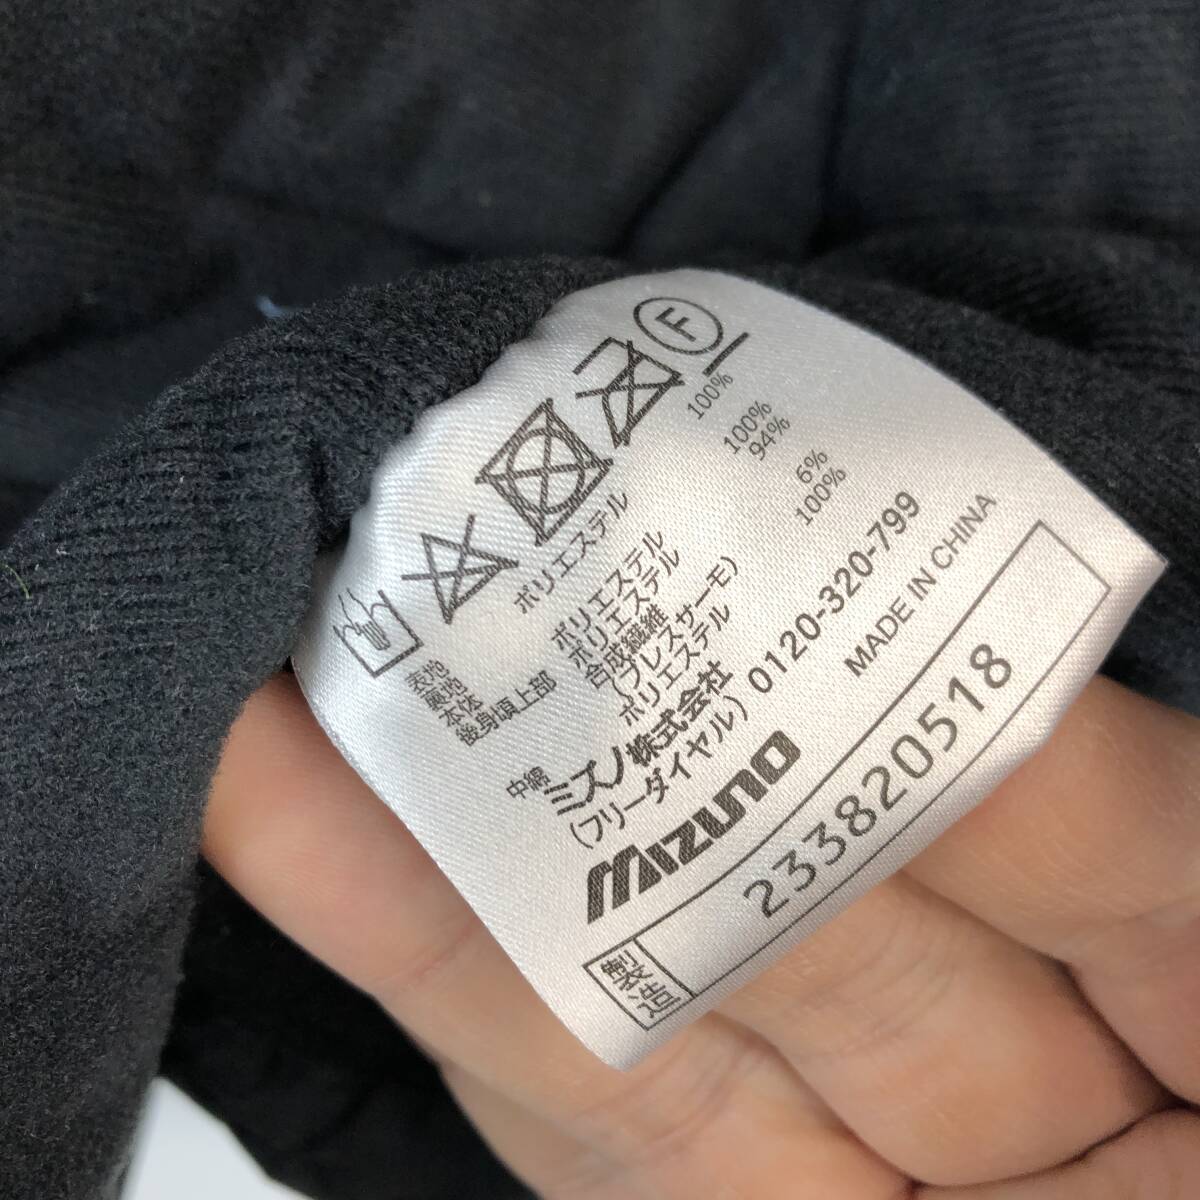 F
表地 ポリエステル 100%
裏地
本体 ポリエステル 100%
後身頃上部 ポリエステル 94%
合成繊維
(ブレスサーモ) 6%
中綿 ポリエステル 100%
ミズノ株式会社
(フリーダイヤル) 0120-320-799
Mizuno MADE IN CHINA
製造 233820518